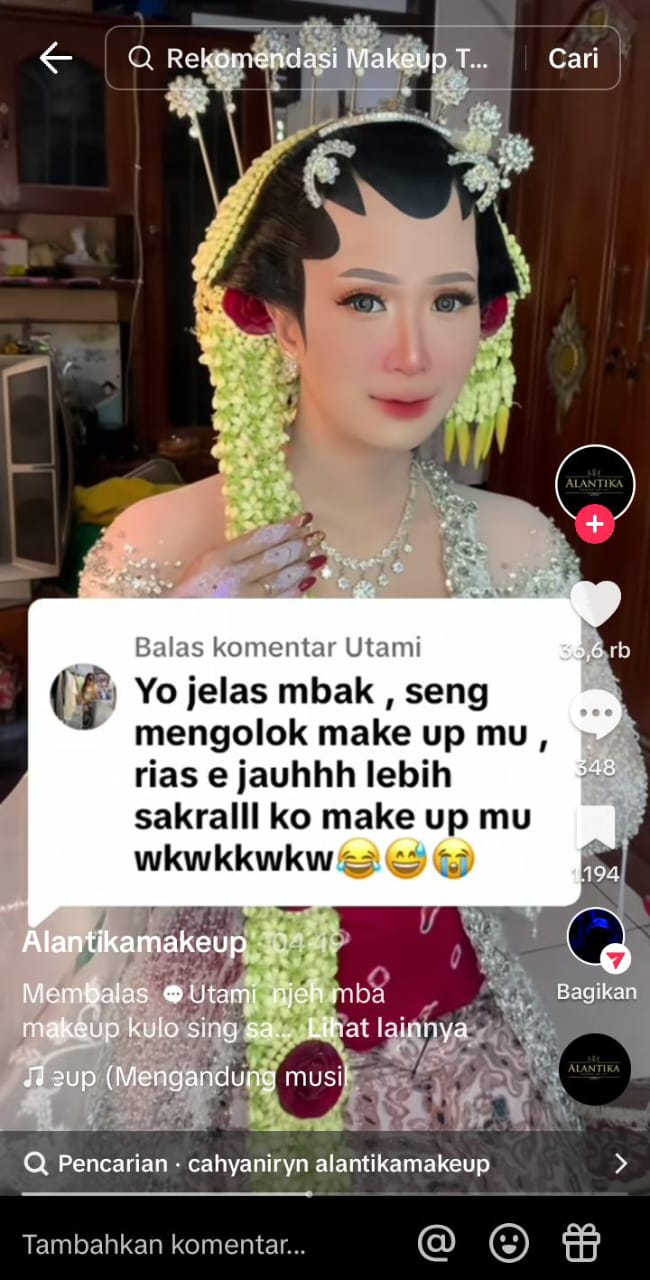 Rekomendasi Makeup T... Cari
ALANTIKA
36,6 rb
Balas komentar Utami
Yo jelas mbak , seng
mengolok make up mu ,
rias e jauhhh lebih
sakralll ko make up mu
wkwkkwkw😂😅😭
348
1.194
Alantikamakeup · 04-19
Membalas 💬Utami njeh mba
makeup kulo sing sa... Lihat lainnya
Bagikan
eup (Mengandung musil
ALANTIKA
Pencarian · cahyaniryn alantikamakeup
Tambahkan komentar...